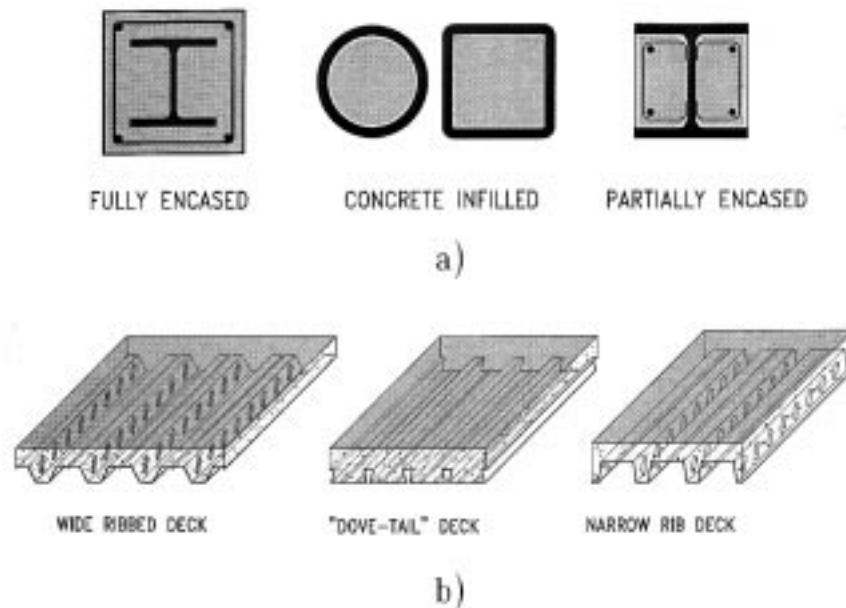 FULLY ENCASED CONCRETE INFILLED PARTIALLY ENCASED
a)
WIDE RIBBED DECK "DOVE-TAIL" DECK NARROW RIB DECK
b)